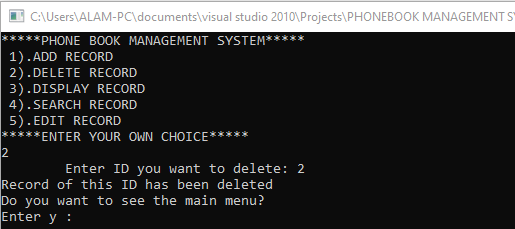 C:\Users\ALAM-PC\documents\visual studio 2010\Projects\PHONEBOOK MANAGEMENT SY
*****PHONE BOOK MANAGEMENT SYSTEM*****
1).ADD RECORD
2).DELETE RECORD
3).DISPLAY RECORD
4).SEARCH RECORD
5).EDIT RECORD
*****ENTER YOUR OWN CHOICE*****
2
Enter ID you want to delete: 2
Record of this ID has been deleted
Do you want to see the main menu?
Enter y :